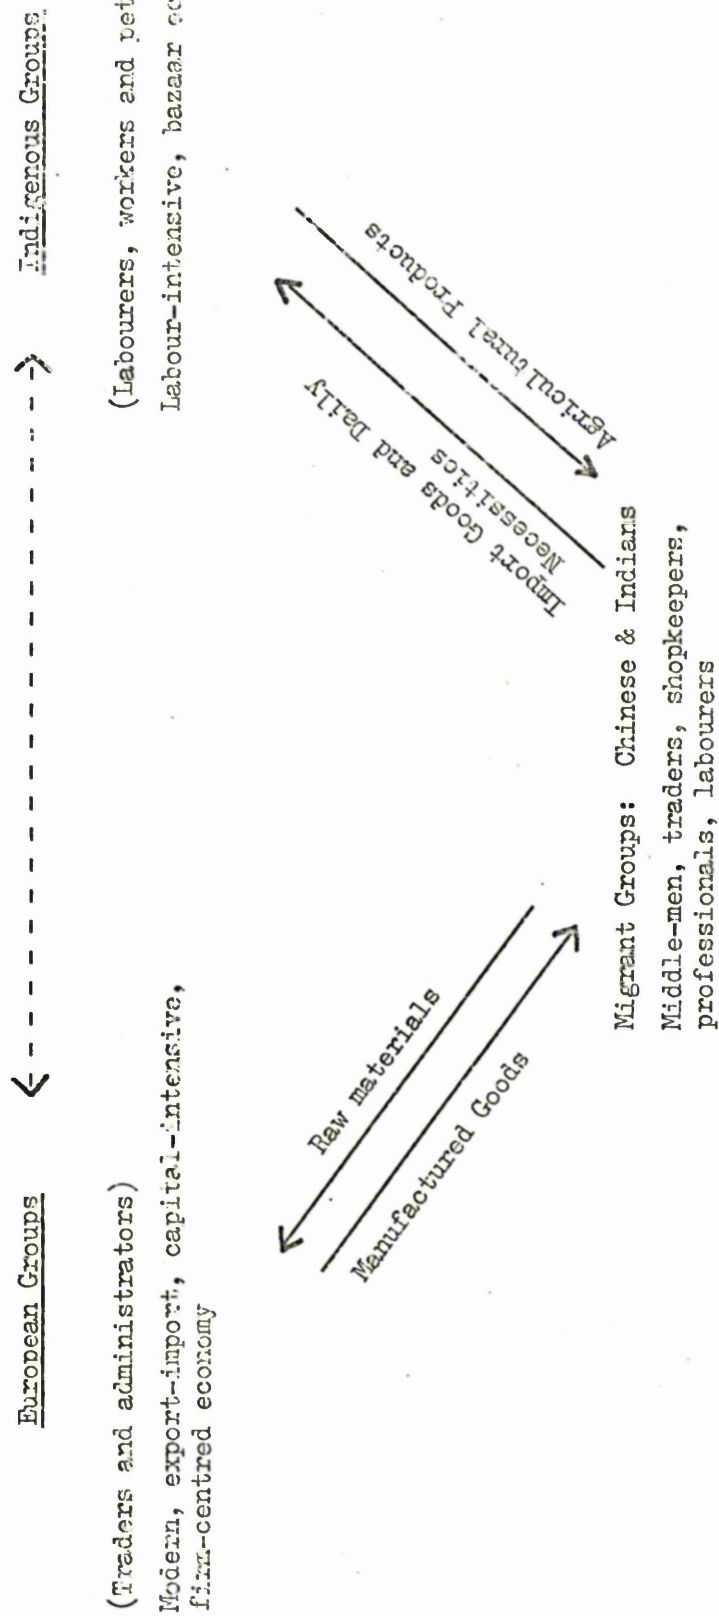 European Groups
Indigenous Groups
(Traders and administrators)
Modern, export-import, capital-intensive,
firm-centred economy
(Labourers, workers and
Labour-intensive, bazaar
Raw materials
Manufactured Goods
Import Goods and Daily
Necessities
Agricultural Products
Migrant Groups: Chinese & Indians
Middle-men, traders, shopkeepers,
professionals, labourers